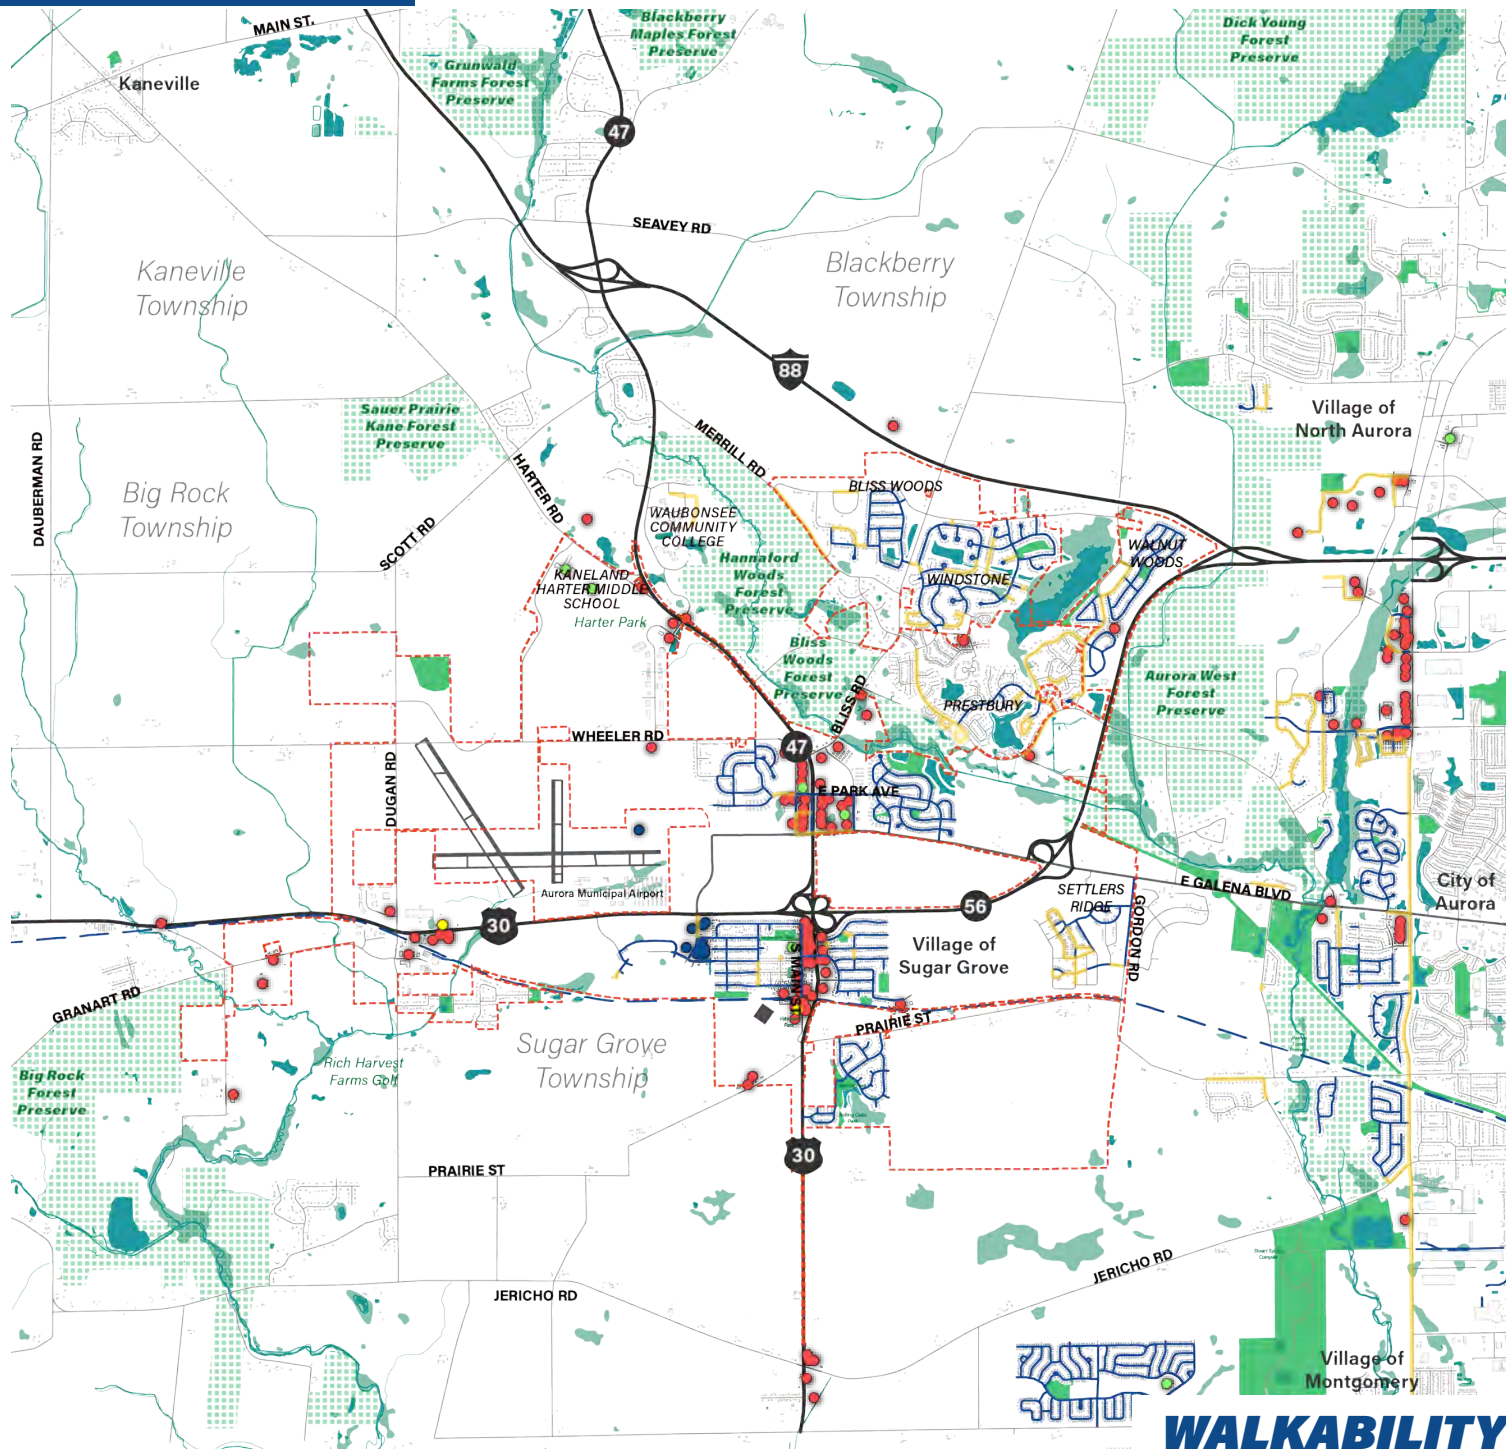 MAIN ST.
Blackberry
Maples Forest
Preserve
Dick Young
Forest
Preserve
Kaneville
Grunwald
Farms Forest
Preserve
47
SEAVEY RD
Kaneville
Township
Blackberry
Township
88
Sauer Prairie
Kane Forest
Preserve
Village of
North Aurora
MERRILL RD
DAUBERMAN RD
HARTER RD
Big Rock
Township
SCOTT RD
BLISS WOODS
WAUBONSEE
COMMUNITY
COLLEGE
WALNUT
WOODS
Hannaford
Woods
Forest
Preserve
WINDSTONE
KANELAND
HARTER MIDDLE
SCHOOL
Harter Park
Bliss
Woods
Forest
Preserve
BLISS RD
PRESTBURY
Aurora West
Forest
Preserve
WHEELER RD
47
DUGAN RD
E PARK AVE
Aurora Municipal Airport
SETTLERS
RIDGE
E GALENA BLVD
City of
Aurora
30
56
GORDON RD
S MAIN ST
Village of
Sugar Grove
GRANART RD
PRAIRIE ST
Sugar Grove
Township
Rich Harvest
Farms Golf
Big Rock
Forest
Preserve
30
PRAIRIE ST
JERICHO RD
JERICHO RD
Village of
Montgomery
WALKABILITY